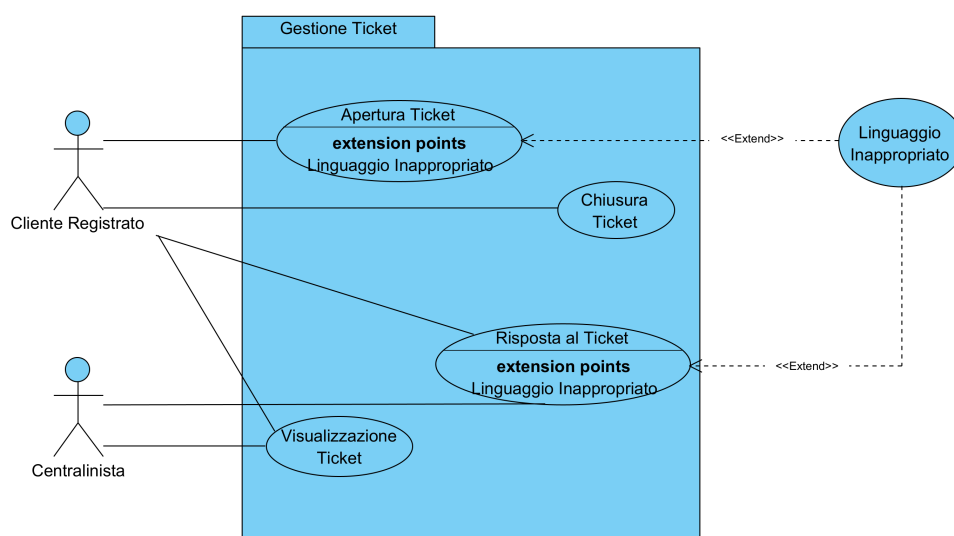 Gestione Ticket
Apertura Ticket
extension points
Linguaggio Inappropriato
<<Extend>>
Linguaggio
Inappropriato
Cliente Registrato
Chiusura
Ticket
Risposta al Ticket
extension points
Linguaggio Inappropriato
<<Extend>>
Visualizzazione
Ticket
Centralinista